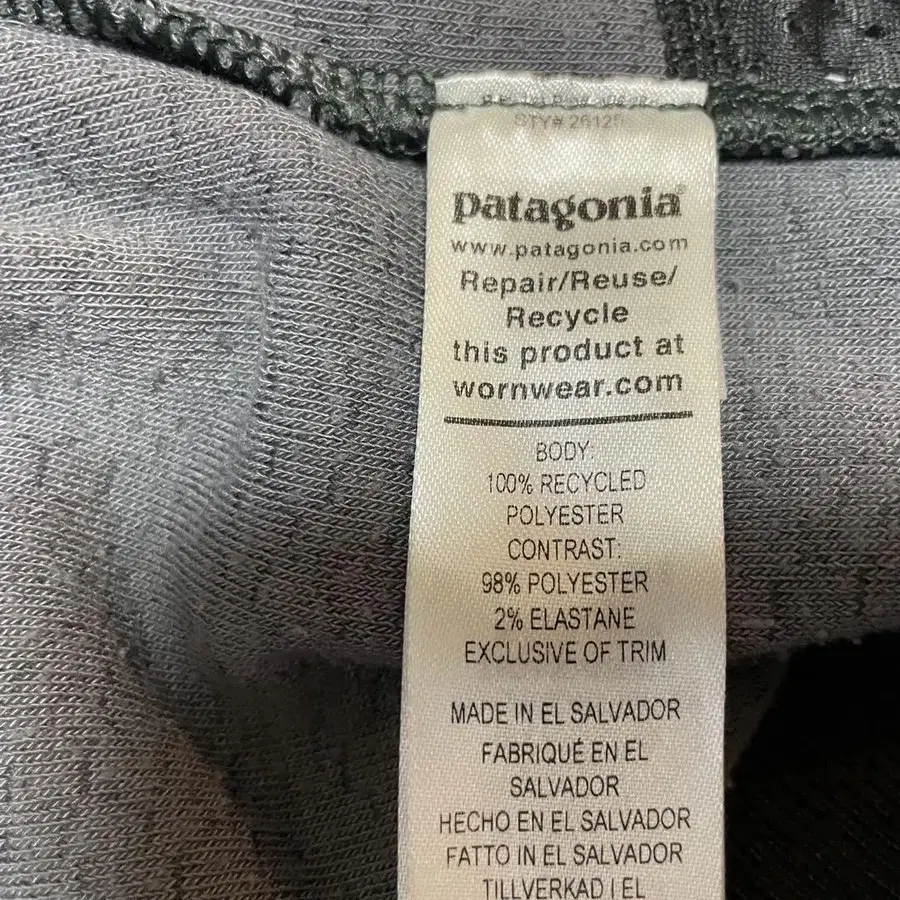 patagonia®
www.patagonia.com
Repair/Reuse/
Recycle
this product at
wornwear.com
BODY:
100% RECYCLED
POLYESTER
CONTRAST:
98% POLYESTER
2% ELASTANE
EXCLUSIVE OF TRIM
MADE IN EL SALVADOR
FABRIQUÉ EN EL
SALVADOR
HECHO EN EL SALVADOR
FATTO IN EL SALVADOR
TILLVERKAD I EL